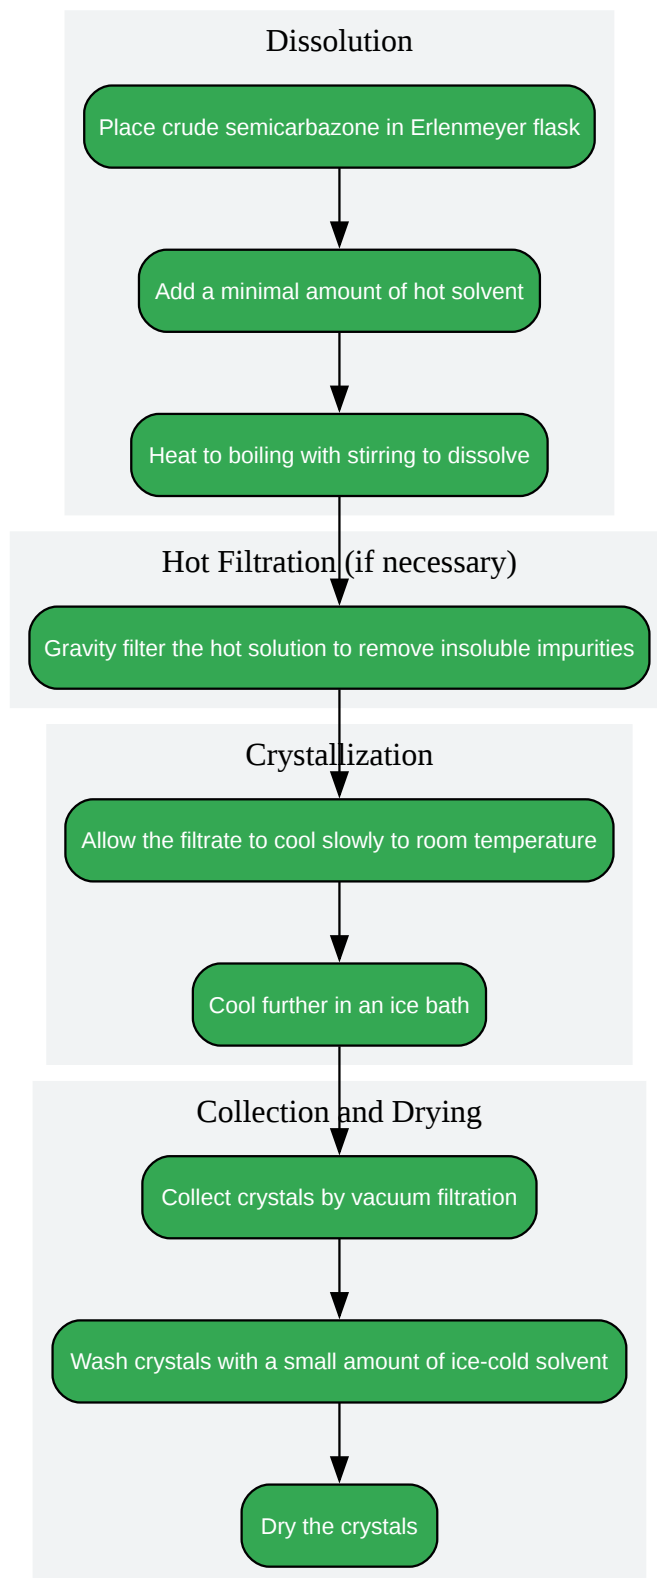 Dissolution
Place crude semicarbazone in Erlenmeyer flask
Add a minimal amount of hot solvent
Heat to boiling with stirring to dissolve
Hot Filtration (if necessary)
Gravity filter the hot solution to remove insoluble impurities
Crystallization
Allow the filtrate to cool slowly to room temperature
Cool further in an ice bath
Collection and Drying
Collect crystals by vacuum filtration
Wash crystals with a small amount of ice-cold solvent
Dry the crystals